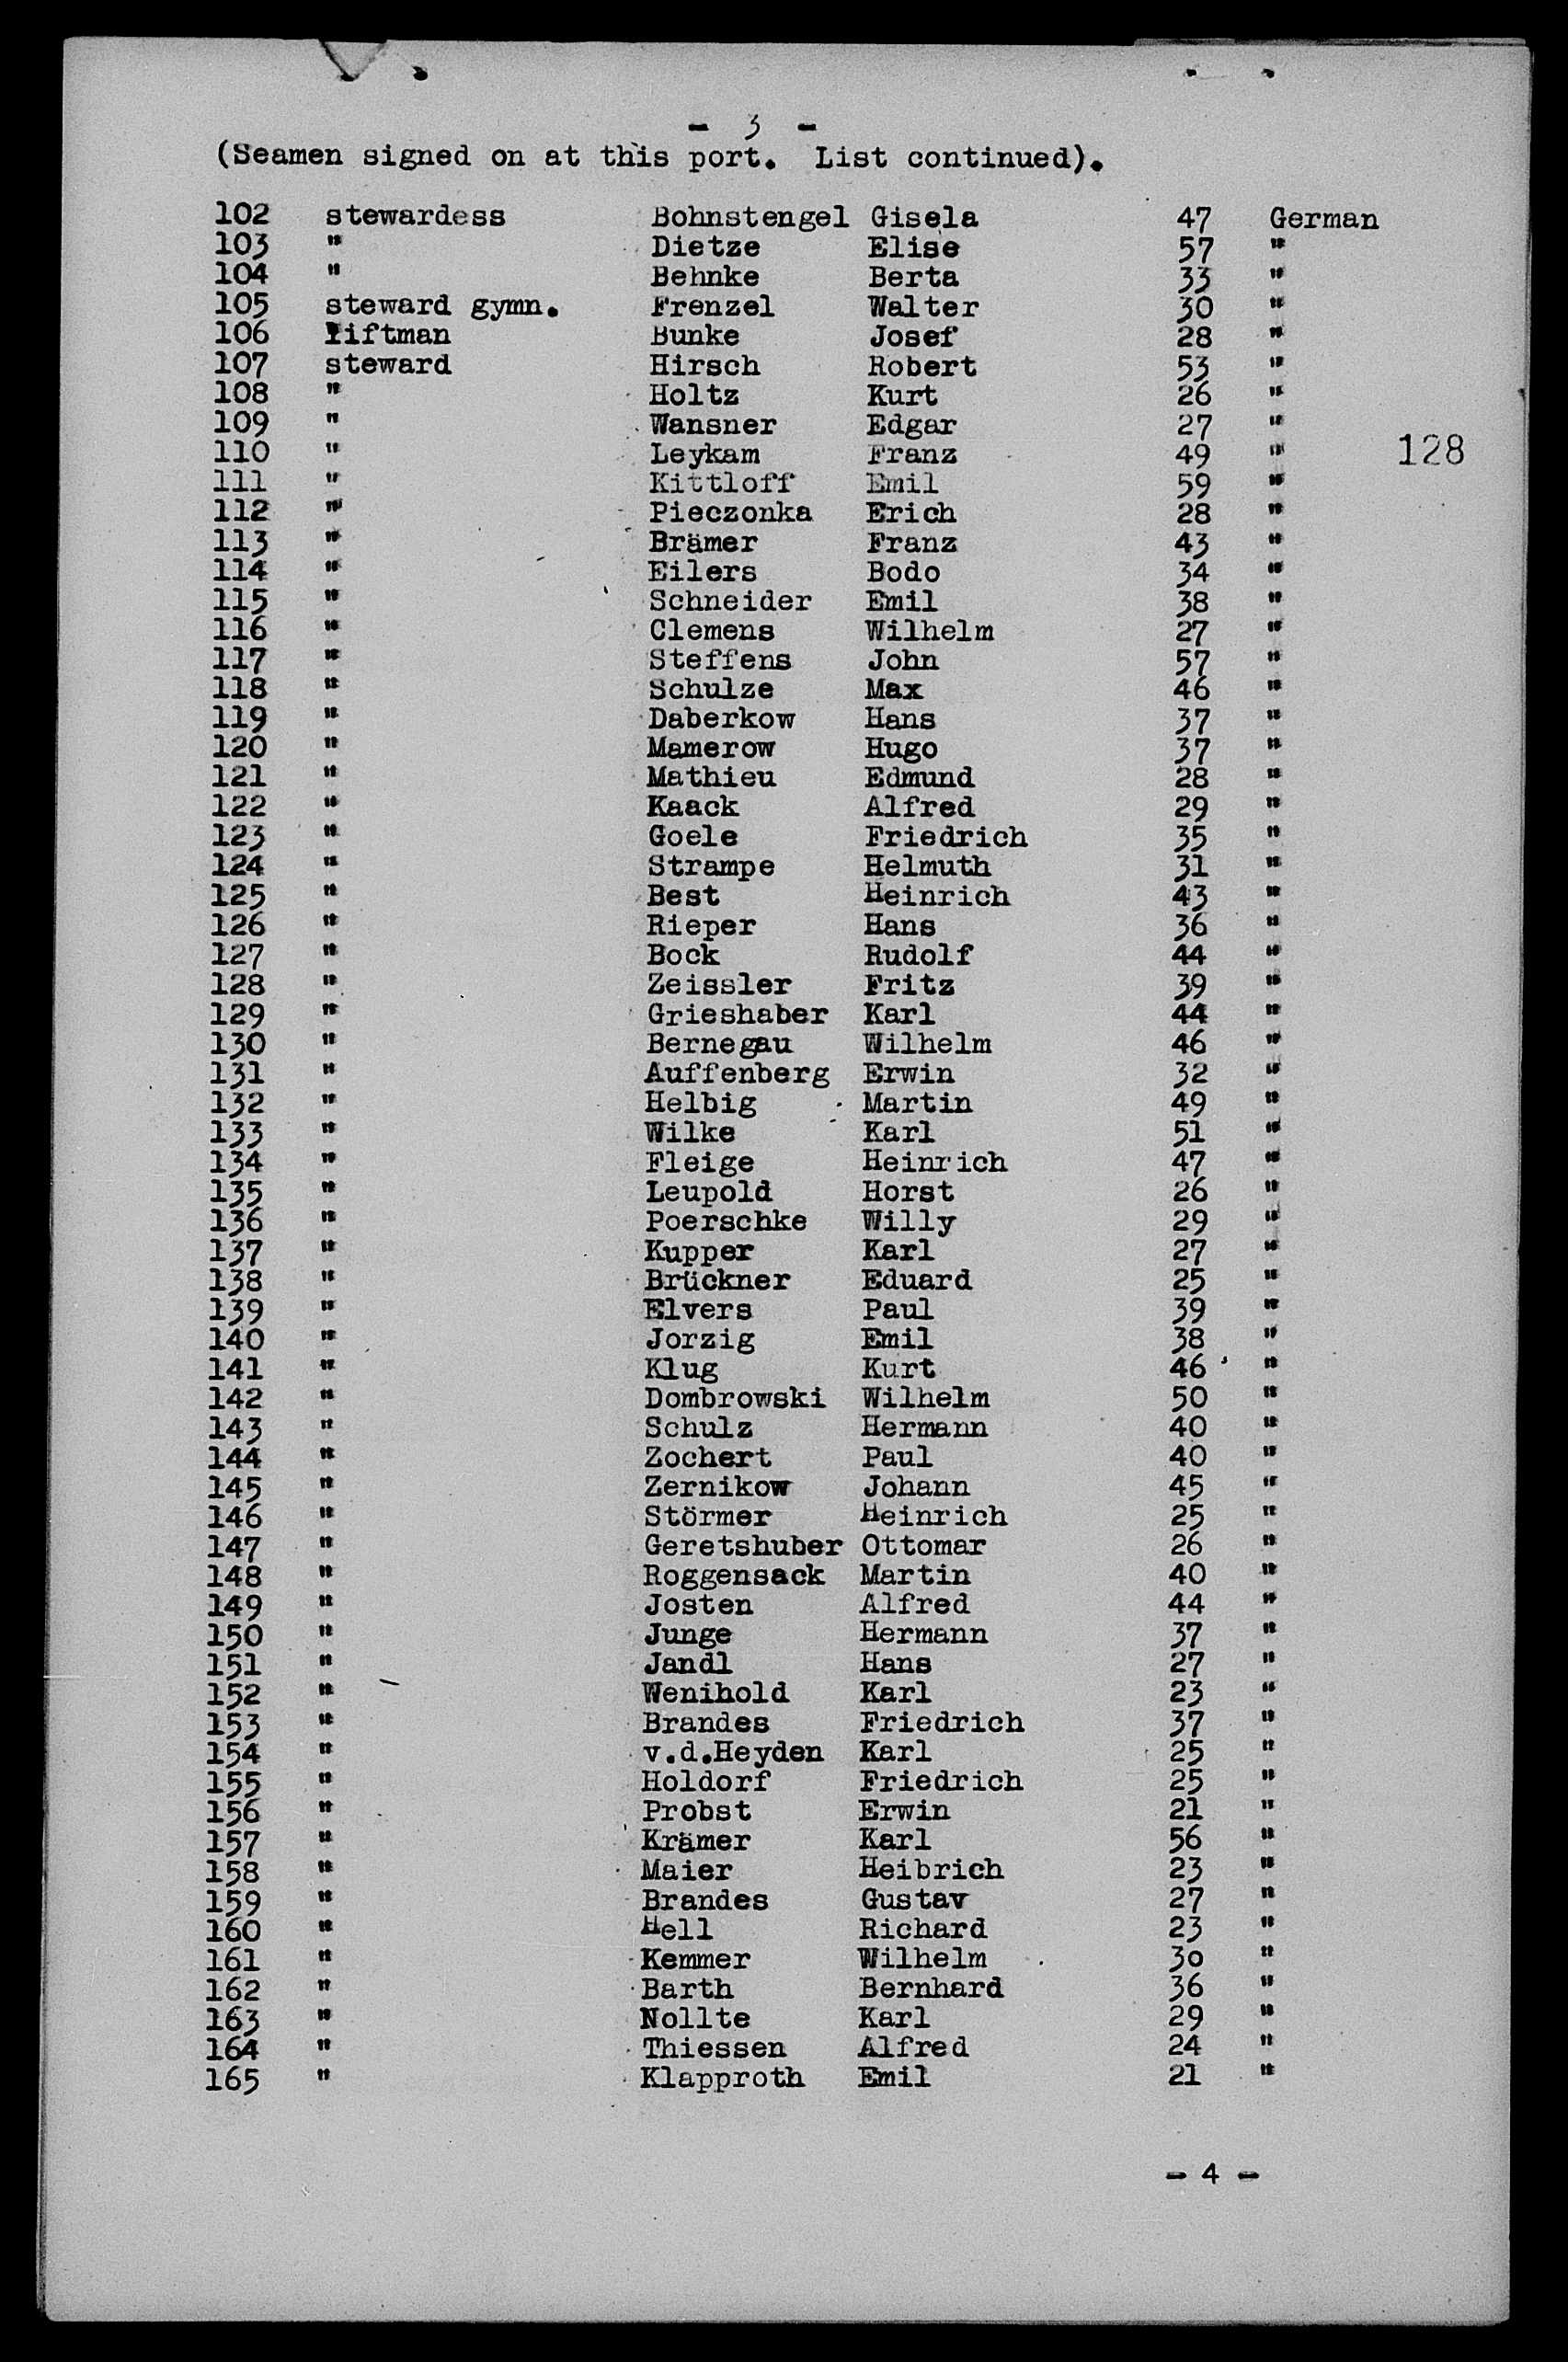 - 3 -
(Seamen signed on at this port. List continued).
102 stewardess Bohnstengel Gisela 47 German
103 " Dietze Elise 57 "
104 " Behnke Berta 33 "
105 steward gymn. Frenzel Walter 30 "
106 liftman Bunke Josef 28 "
107 steward Hirsch Robert 53 "
108 " Holtz Kurt 26 "
109 " Wansner Edgar 27 "
110 " Leykam Franz 49 " 128
111 " Kittloff Emil 59 "
112 " Pieczonka Erich 28 "
113 " Brämer Franz 43 "
114 " Eilers Bodo 34 "
115 " Schneider Emil 38 "
116 " Clemens Wilhelm 27 "
117 " Steffens John 57 "
118 " Schulze Max 46 "
119 " Daberkow Hans 37 "
120 " Mamerow Hugo 37 "
121 " Mathieu Edmund 28 "
122 " Kaack Alfred 29 "
123 " Goele Friedrich 35 "
124 " Strampe Helmuth 31 "
125 " Best Heinrich 43 "
126 " Rieper Hans 36 "
127 " Bock Rudolf 44 "
128 " Zeissler Fritz 39 "
129 " Grieshaber Karl 44 "
130 " Bernegau Wilhelm 46 "
131 " Auffenberg Erwin 32 "
132 " Helbig Martin 49 "
133 " Wilke Karl 51 "
134 " Fleige Heinrich 47 "
135 " Leupold Horst 26 "
136 " Poerschke Willy 29 "
137 " Kupper Karl 27 "
138 " Brückner Eduard 25 "
139 " Elvers Paul 39 "
140 " Jorzig Emil 38 "
141 " Klug Kurt 46 "
142 " Dombrowski Wilhelm 50 "
143 " Schulz Hermann 40 "
144 " Zochert Paul 40 "
145 " Zernikow Johann 45 "
146 " Störmer Heinrich 25 "
147 " Geretshuber Ottomar 26 "
148 " Roggensack Martin 40 "
149 " Josten Alfred 44 "
150 " Junge Hermann 37 "
151 " Jandl Hans 27 "
152 " Wenihold Karl 23 "
153 " Brandes Friedrich 37 "
154 " v.d.Heyden Karl 25 "
155 " Holdorf Friedrich 25 "
156 " Probst Erwin 21 "
157 " Krämer Karl 56 "
158 " Maier Heibrich 23 "
159 " Brandes Gustav 27 "
160 " Hell Richard 23 "
161 " Kemmer Wilhelm 30 "
162 " Barth Bernhard 36 "
163 " Nollte Karl 29 "
164 " Thiessen Alfred 24 "
165 " Klapproth Emil 21 "
- 4 -